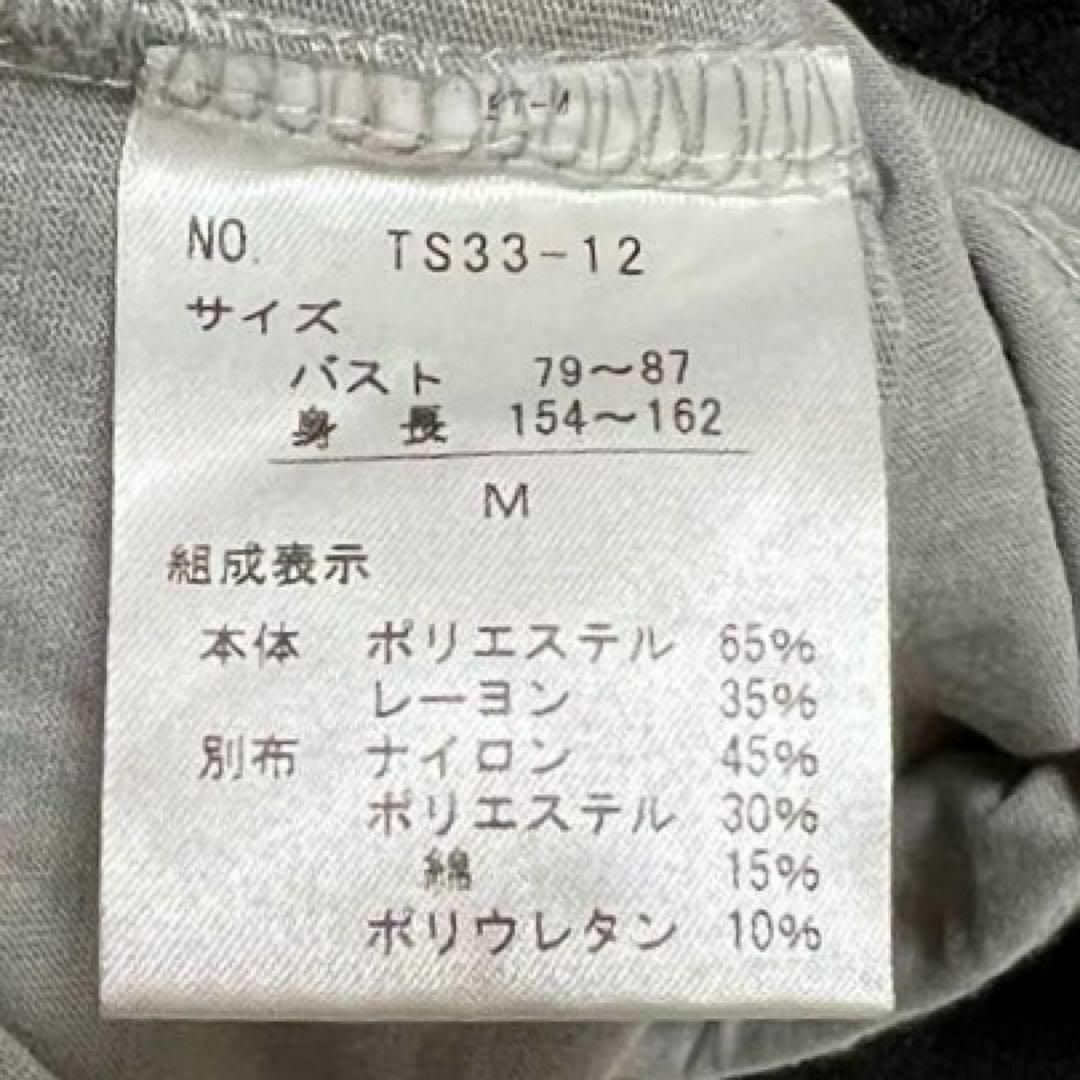 NO. TS33-12
サイズ
バスト 79～87
身長 154～162
M
組成表示
本体 ポリエステル 65%
レーヨン 35%
別布 ナイロン 45%
ポリエステル 30%
綿 15%
ポリウレタン 10%